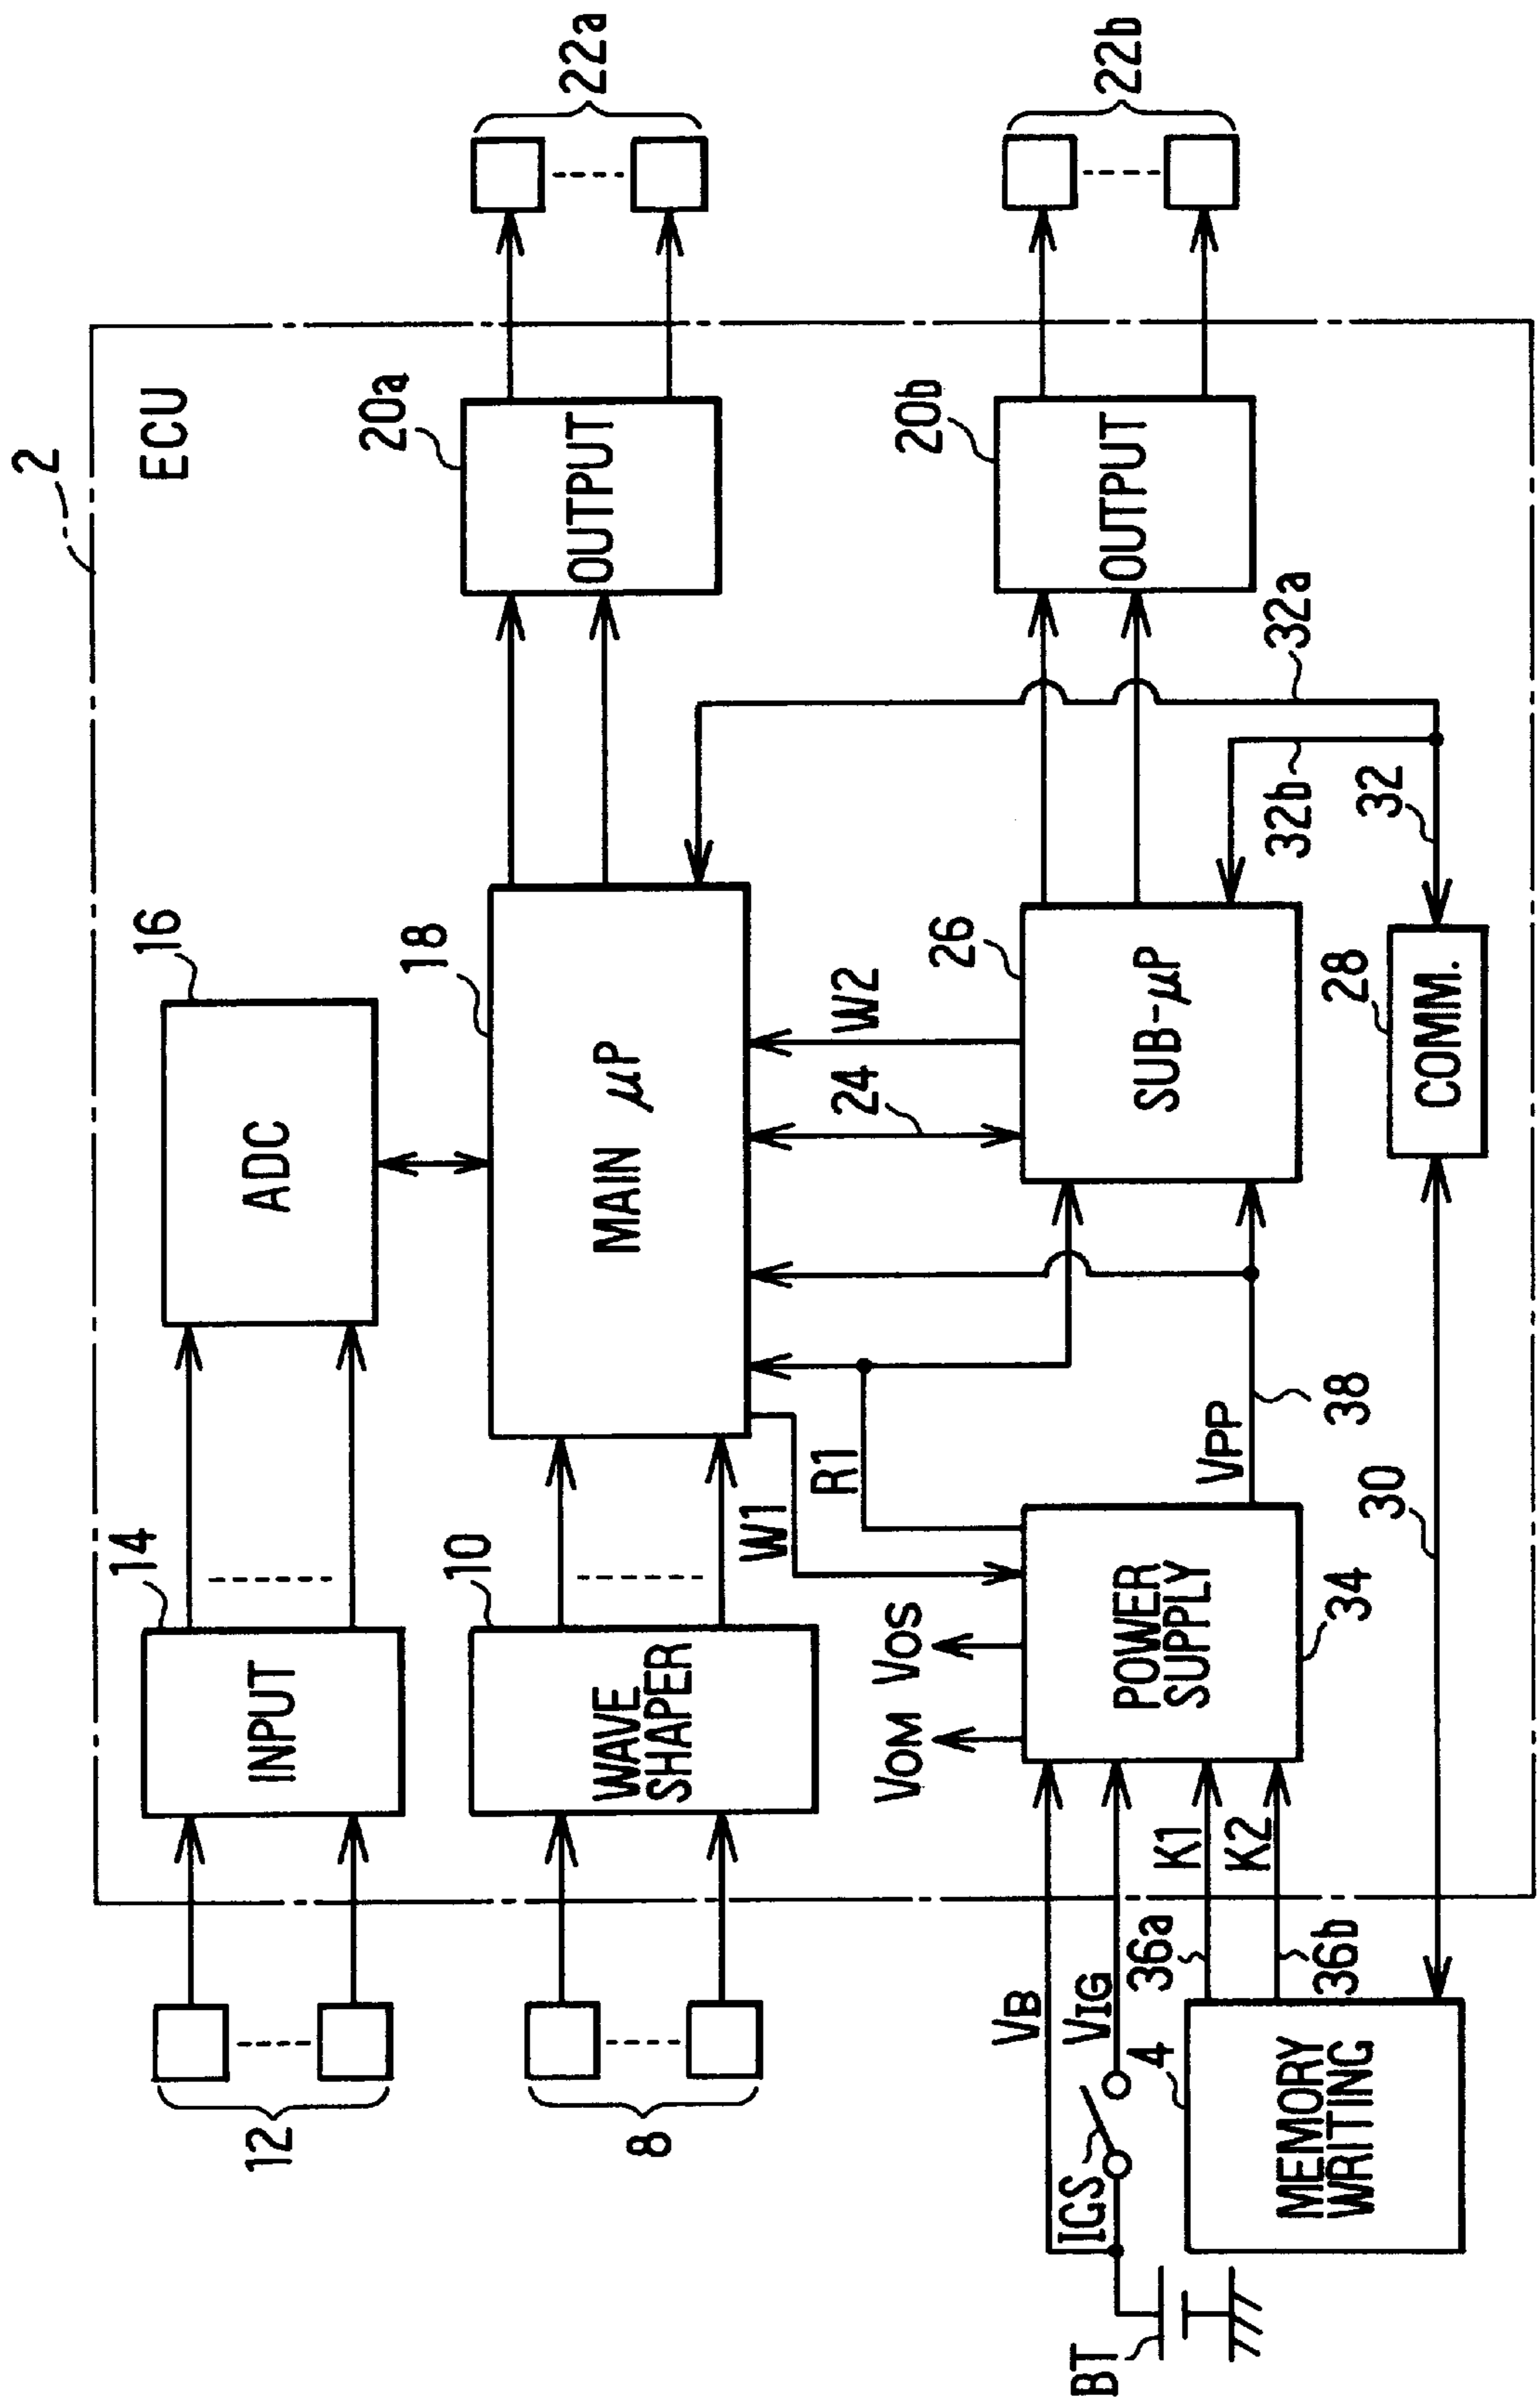 2
ECU
12
14
INPUT
16
ADC
8
10
WAVE
SHAPER
18
MAIN μP
20a
OUTPUT
22a
W1
R1
24
W2
VOM
VOS
BT
IGS
VB
VIG
4
MEMORY
WRITING
36a
K1
36b
K2
POWER
SUPPLY
34
VPP
38
26
SUB-μP
20b
OUTPUT
22b
32a
32b
32
28
COMM.
30